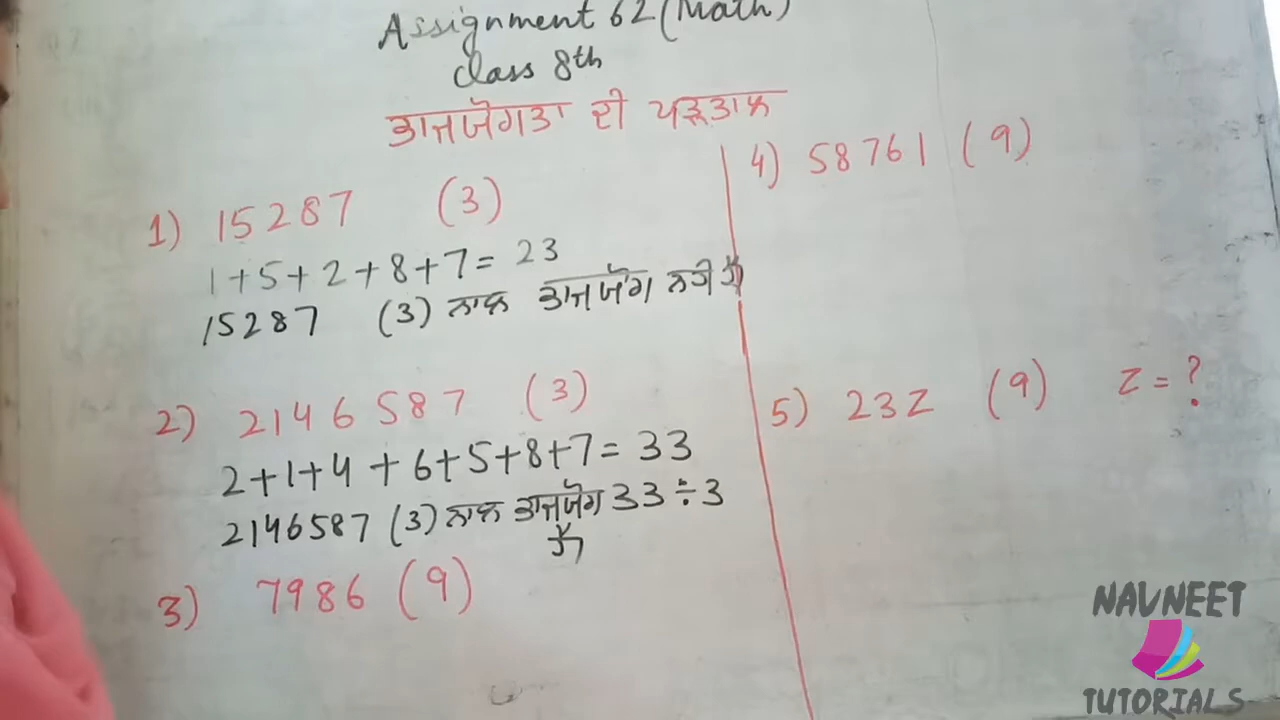 Assignment 62 (Math)
Class 8th
ਭਾਜਯੋਗਤਾ ਦੀ ਪੜ੍ਹਤਾਲ
1) 15287 (3)
1+5+2+8+7= 23
15287 (3) ਨਾਲ ਭਾਜਯੋਗ ਨਹੀਂ ਹੈ
2) 2146587 (3)
2+1+4+6+5+8+7= 33
2146587 (3) ਨਾਲ ਭਾਜਯੋਗ 33÷3
ਹੈ
3) 7986 (9)
4) 58761 (9)
5) 23Z (9) Z = ?
NAVNEET
TUTORIALS